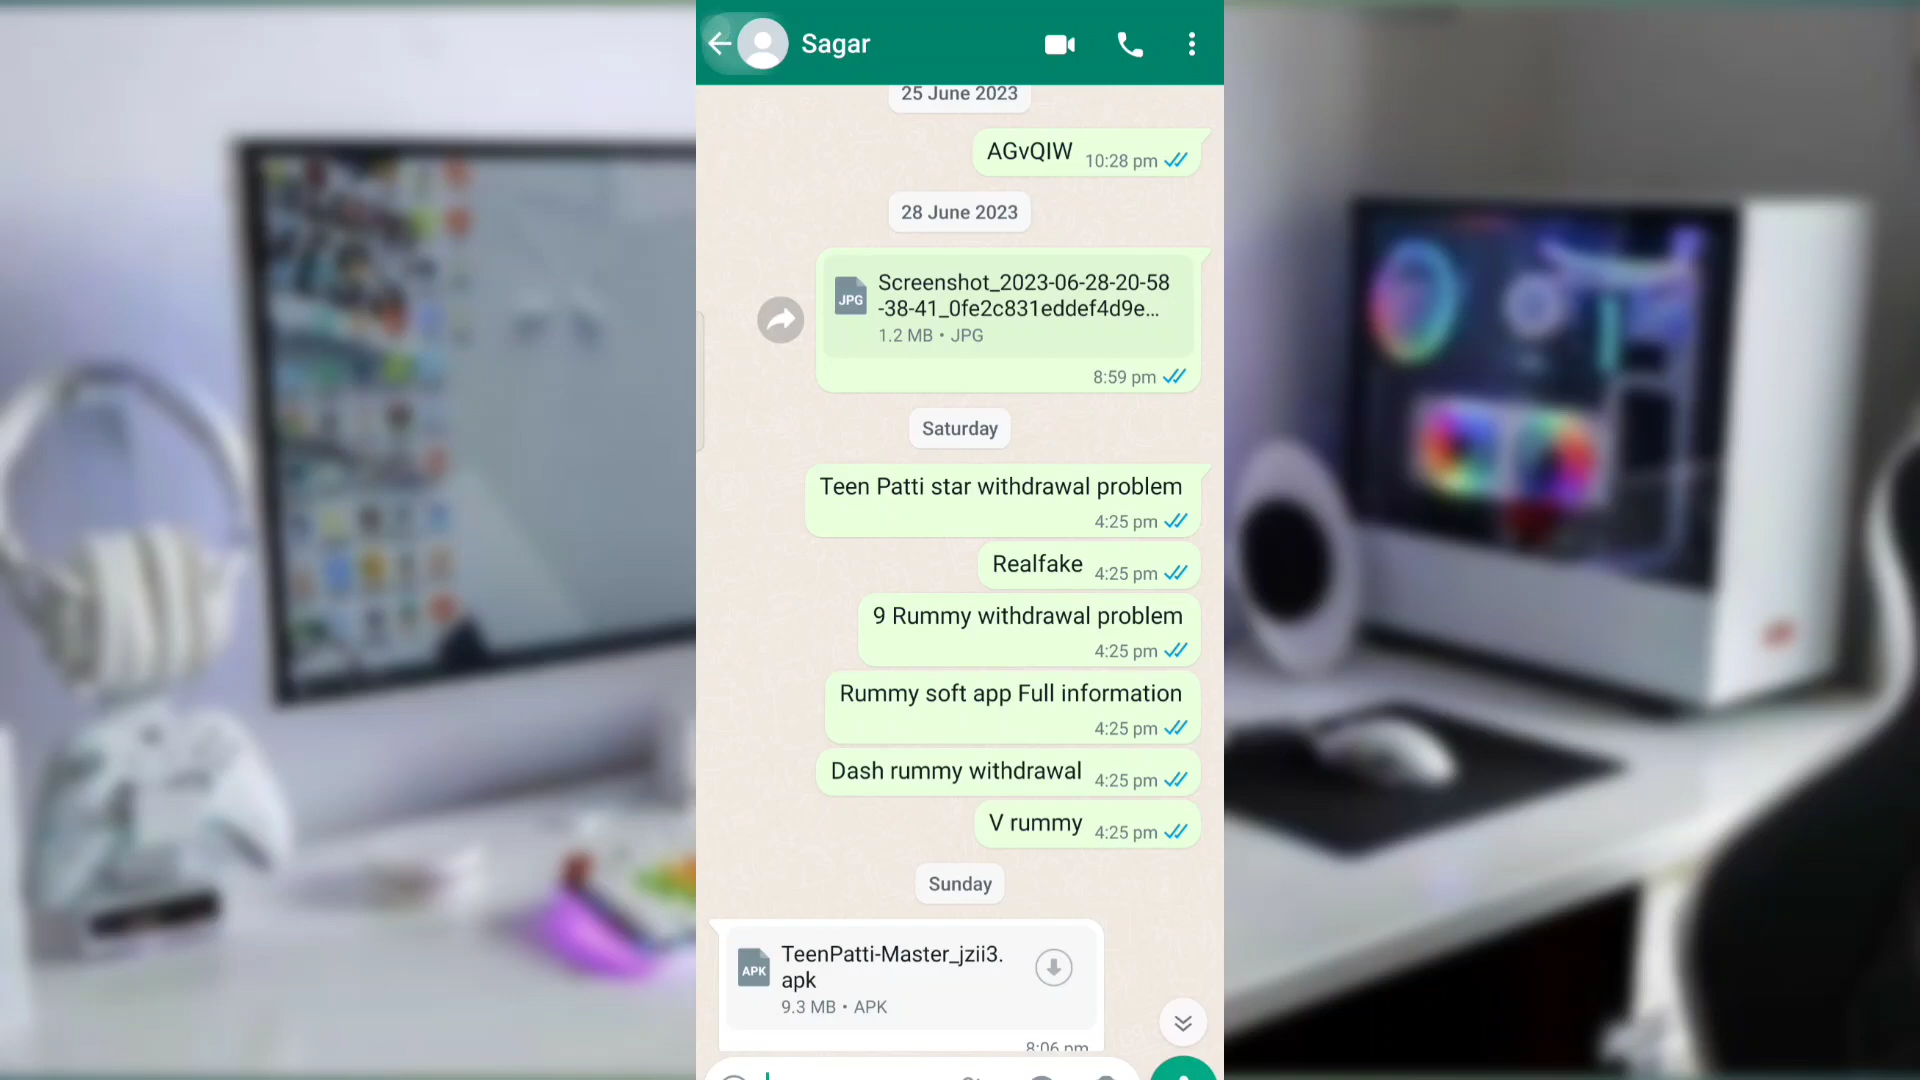 Sagar
25 June 2023
AGvQIW 10:28 pm
28 June 2023
JPG
Screenshot_2023-06-28-20-58
-38-41_0fe2c831eddef4d9e...
1.2 MB • JPG
8:59 pm
Saturday
Teen Patti star withdrawal problem
4:25 pm
Realfake 4:25 pm
9 Rummy withdrawal problem
4:25 pm
Rummy soft app Full information
4:25 pm
Dash rummy withdrawal 4:25 pm
V rummy 4:25 pm
Sunday
APK
TeenPatti-Master_jzii3.
apk
9.3 MB • APK
8:06 pm